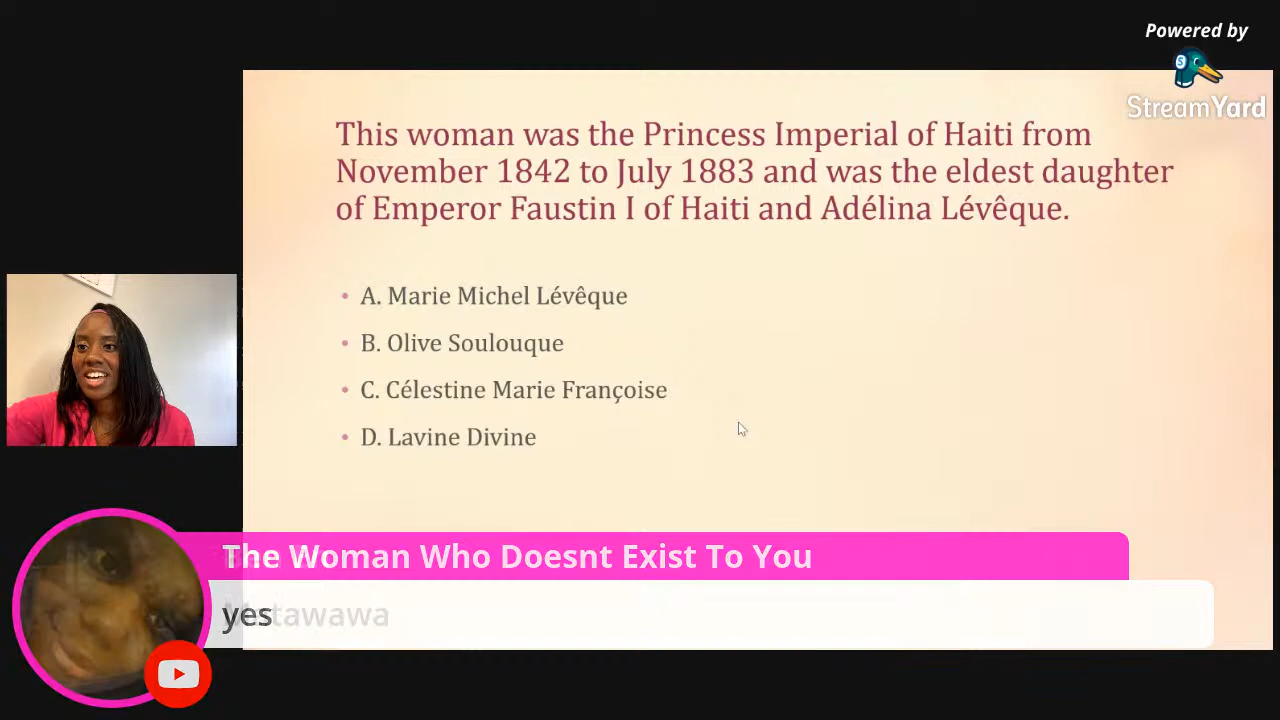 Powered by
StreamYard
This woman was the Princess Imperial of Haiti from
November 1842 to July 1883 and was the eldest daughter
of Emperor Faustin I of Haiti and Adélina Lévêque.
• A. Marie Michel Lévêque
• B. Olive Soulouque
• C. Célestine Marie Françoise
• D. Lavine Divine
The Woman Who Doesnt Exist To You
yes